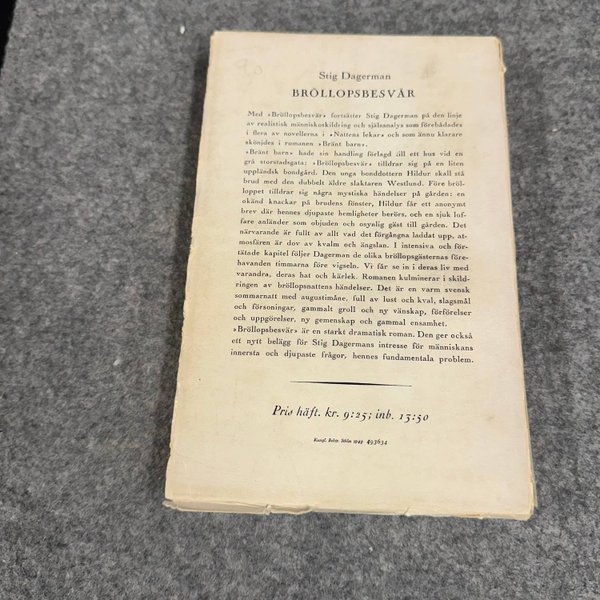 90
Stig Dagerman
BRÖLLOPSBESVÄR
Med »Bröllopsbesvär» fortsätter Stig Dagerman på den linje
av realistisk människoskildring och själsanalys som förebådades
i flera av novellerna i »Nattens lekar» och som ännu klarare
skönjdes i romanen »Bränt barn».
»Bränt barn» hade sin handling förlagd till ett hus vid en
grå storstadsgata: »Bröllopsbesvär» tilldrar sig på en liten
uppländsk bondgård. Den unga bonddottern Hildur skall stå
brud med den dubbelt äldre slaktaren Westlund. Före bröl-
loppet tilldrar sig några mystiska händelser på gården: en
okänd knackar på brudens fönster, Hildur får ett anonymt
brev där hennes djupaste hemligheter berörs, och en sjuk luf-
fare anländer som objuden och osynlig gäst till gården. Det
närvarande är fullt av allt vad det förgångna laddat upp, at-
mosfären är dov av kvalm och ängslan. I intensiva och för-
tätade kapitel följer Dagerman de olika bröllopsgästernas före-
havanden timmarna före vigseln. Vi får se in i deras liv med
varandra, deras hat och kärlek. Romanen kulminerar i skild-
ringen av bröllopsnattens händelser. Det är en varm svensk
sommarnatt med augustimåne, full av lust och kval, slagsmål
och försoningar, gammalt groll och ny vänskap, förförelser
och uppgörelser, ny gemenskap och gammal ensamhet.
»Bröllopsbesvär» är en starkt dramatisk roman. Den ger också
ett nytt belägg för Stig Dagermans intresse för människans
innersta och djupaste frågor, hennes fundamentala problem.
Pris häft. kr. 9:25; inb. 13:50
Kungl. Boktr. Sthlm 1949 493634